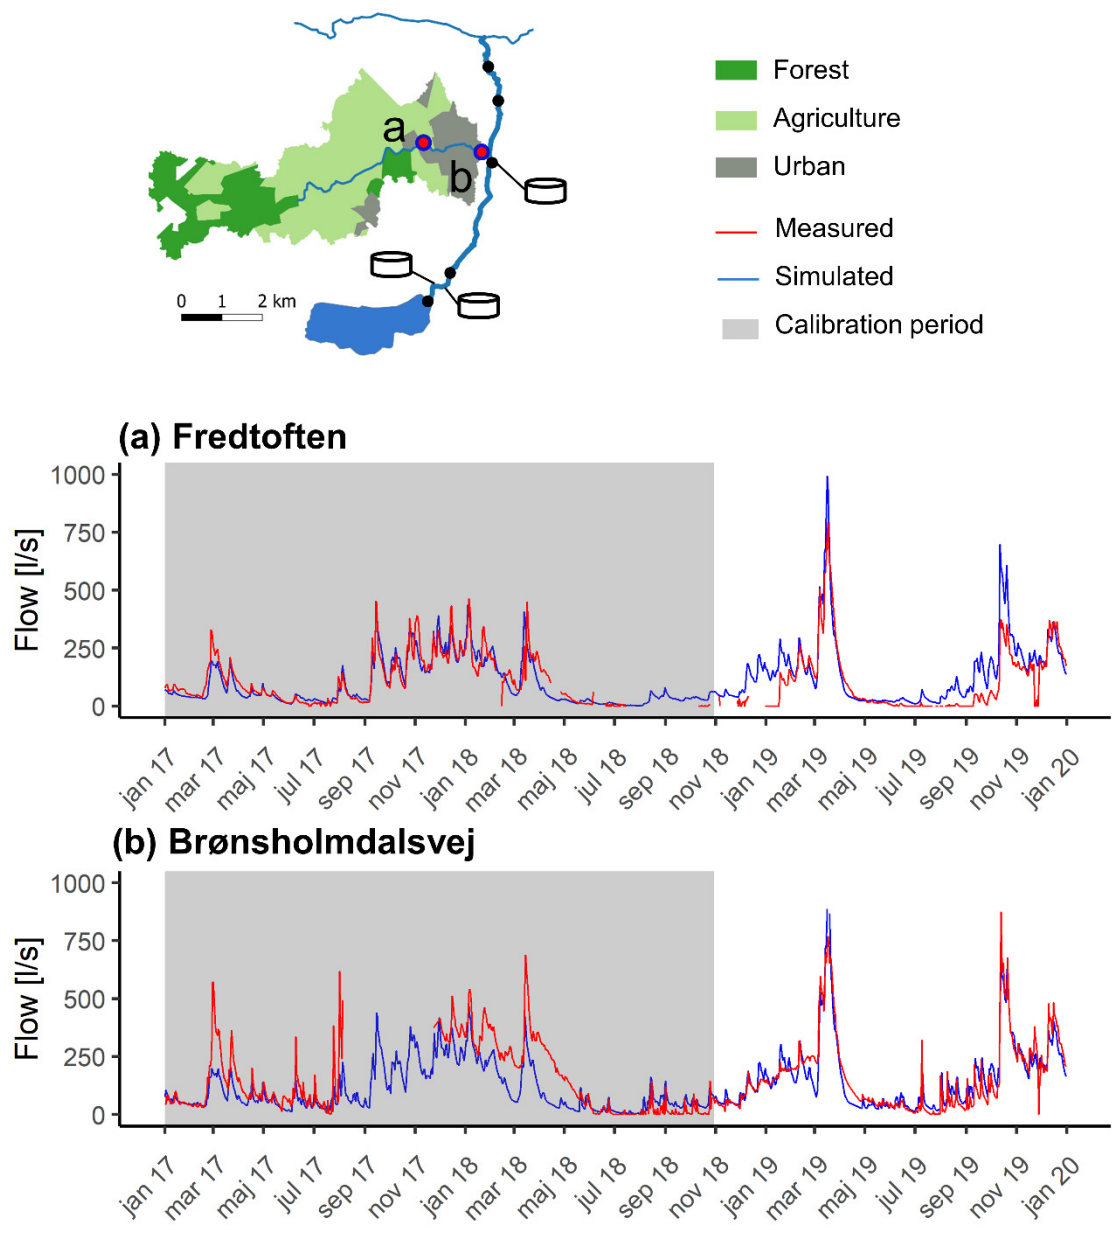 Forest
Agriculture
Urban
Measured
Simulated
Calibration period
a
b
0 1 2 km
(a) Fredtoften
Flow [l/s]
1000
750
500
250
0
jan 17 mar 17 maj 17 jul 17 sep 17 nov 17 jan 18 mar 18 maj 18 jul 18 sep 18 nov 18 jan 19 mar 19 maj 19 jul 19 sep 19 nov 19 jan 20
(b) Brønsholmdalsvej
Flow [l/s]
1000
750
500
250
0
jan 17 mar 17 maj 17 jul 17 sep 17 nov 17 jan 18 mar 18 maj 18 jul 18 sep 18 nov 18 jan 19 mar 19 maj 19 jul 19 sep 19 nov 19 jan 20